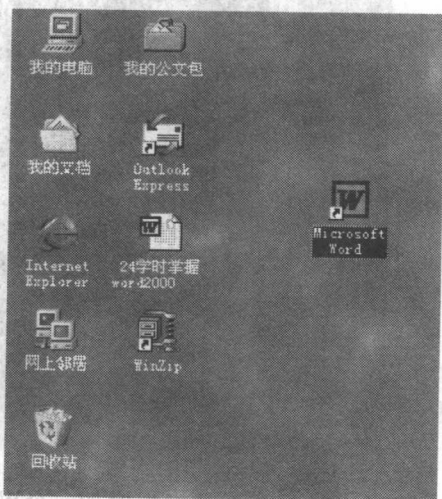 我的电脑
我的公文包
我的文档
Outlook
Express
Internet
Explorer
24学时掌握
word2000
Microsoft
Word
网上邻居
WinZip
回收站